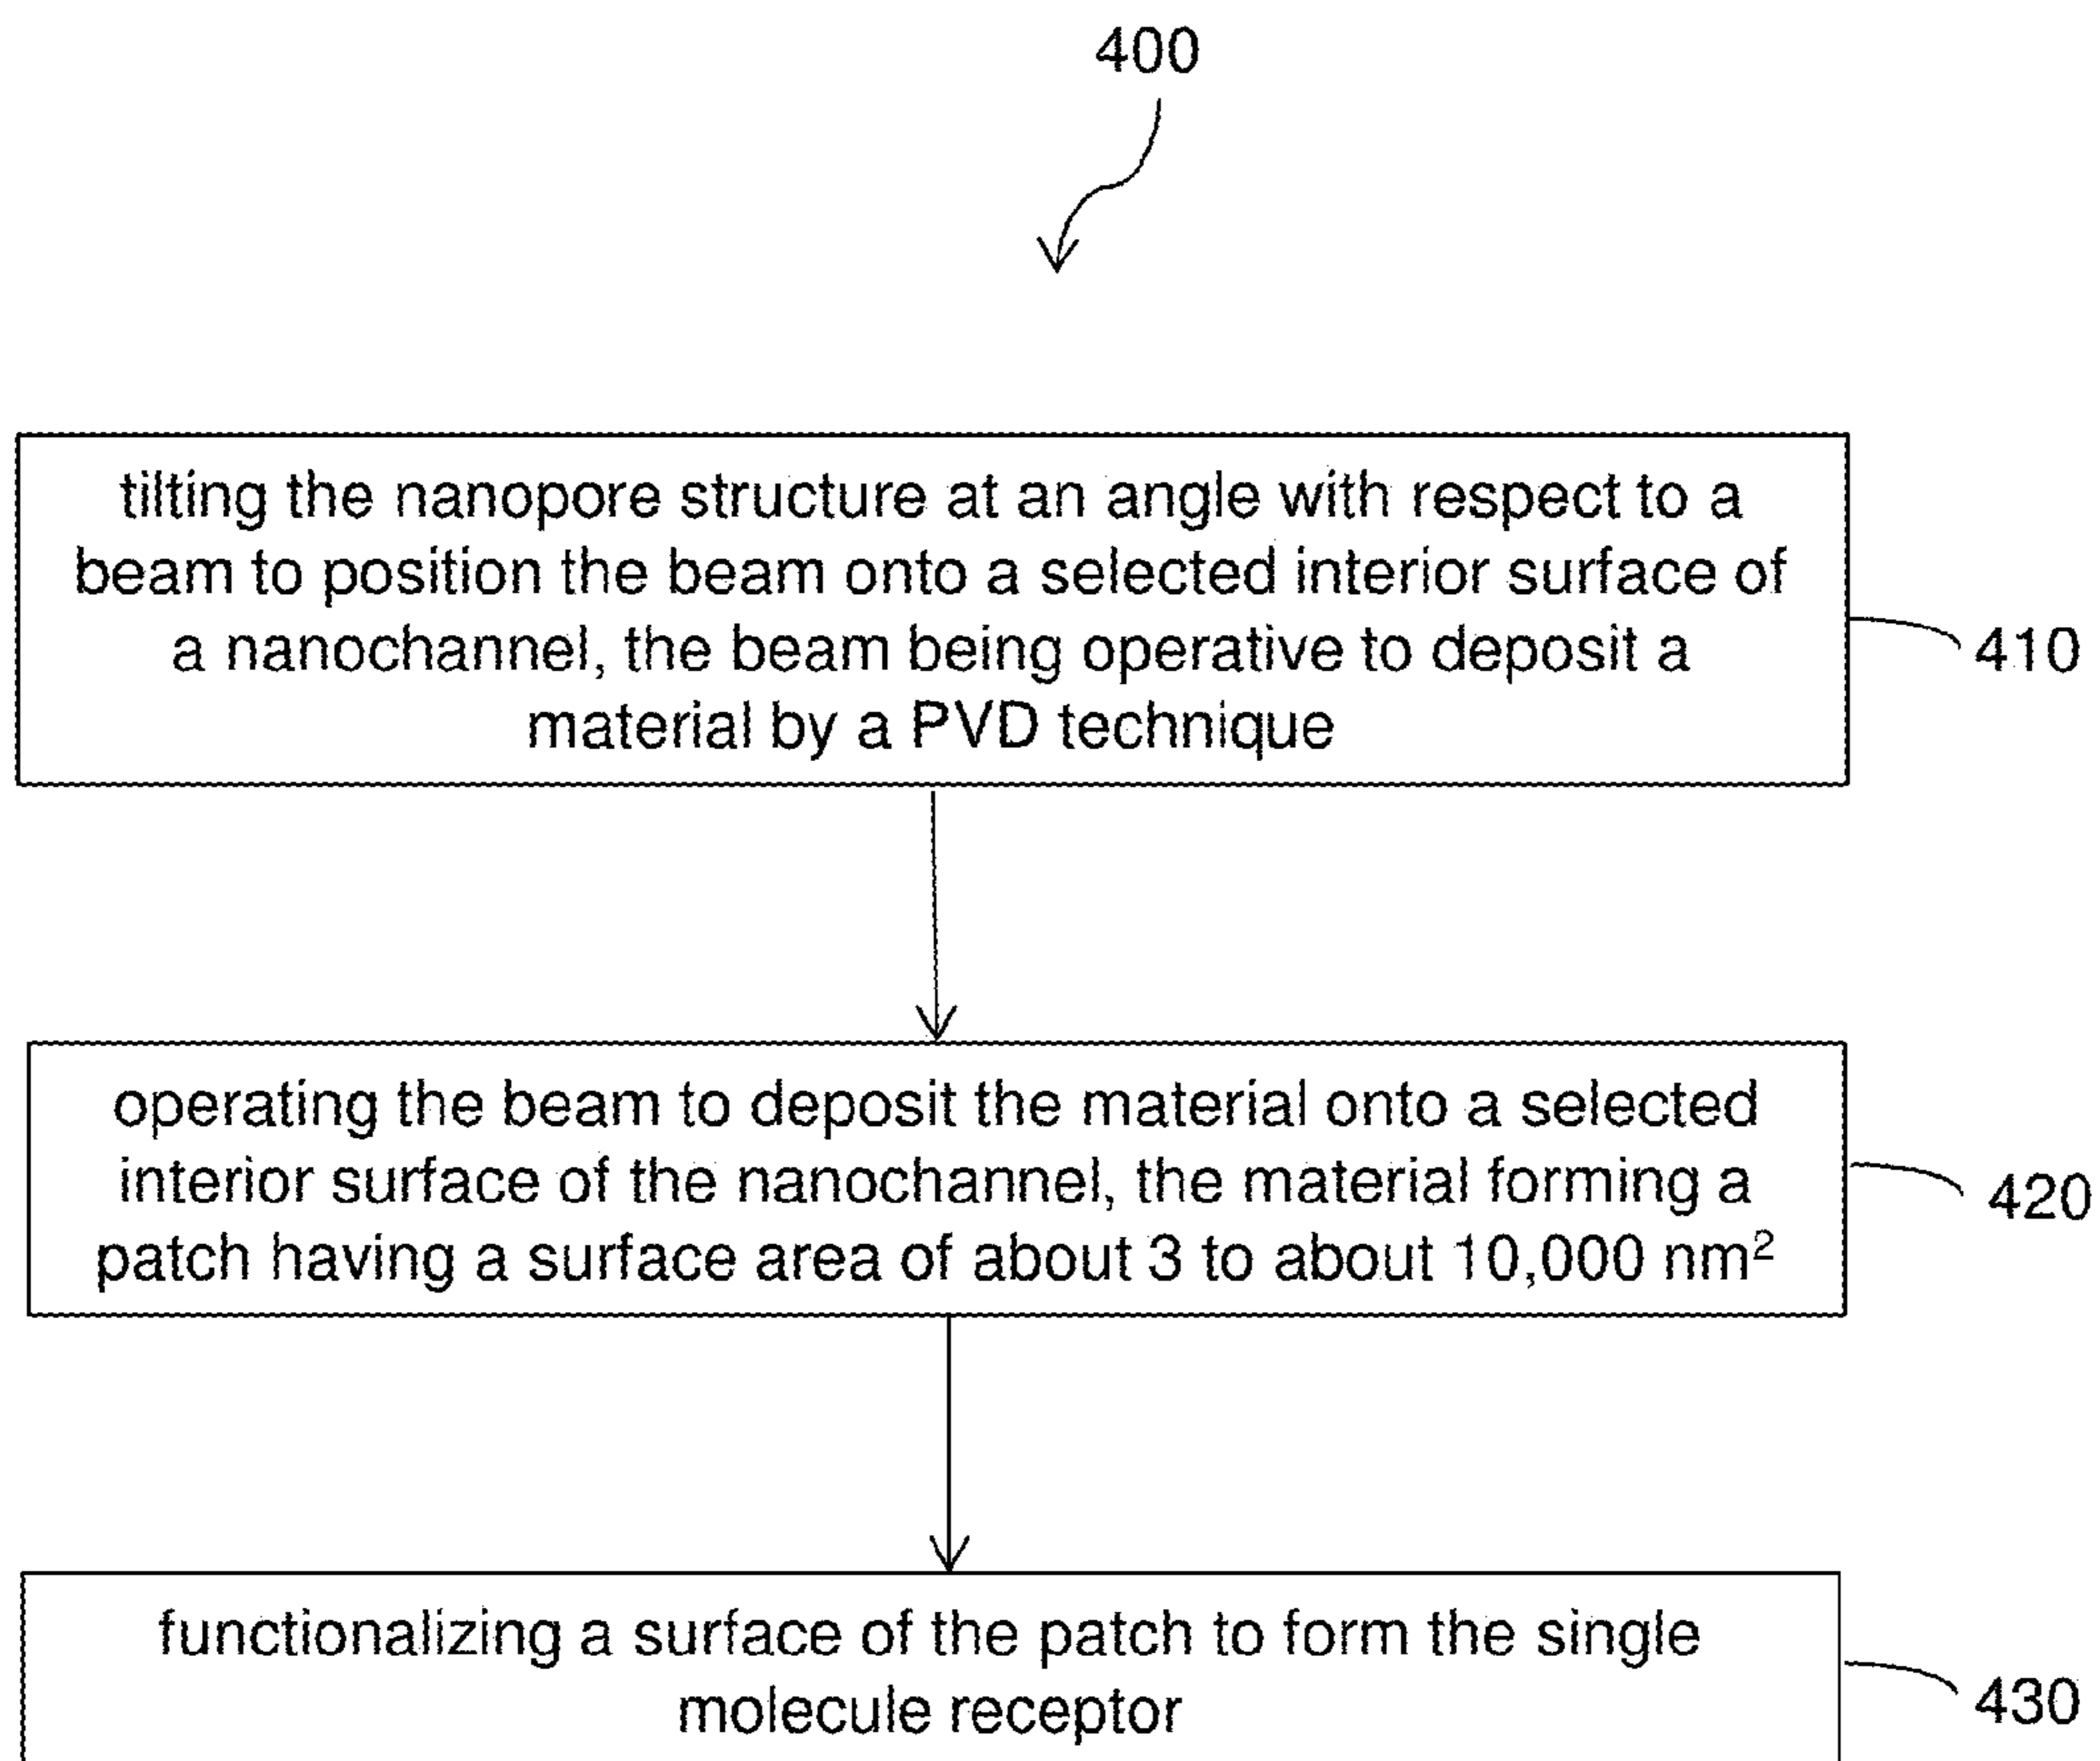 400
tilting the nanopore structure at an angle with respect to a
beam to position the beam onto a selected interior surface of
a nanochannel, the beam being operative to deposit a
material by a PVD technique
410
operating the beam to deposit the material onto a selected
interior surface of the nanochannel, the material forming a
patch having a surface area of about 3 to about 10,000 nm²
420
functionalizing a surface of the patch to form the single
molecule receptor
430